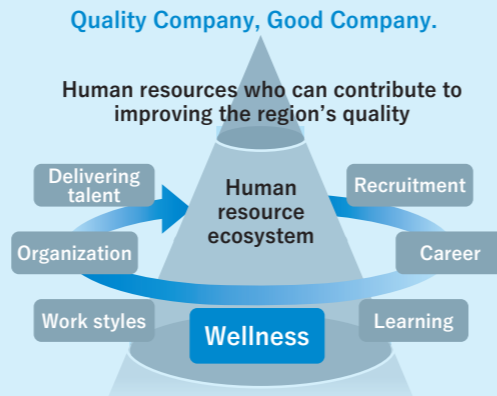 Quality Company, Good Company.
Human resources who can contribute to
improving the region's quality
Delivering
talent
Human
resource
ecosystem
Recruitment
Organization
Career
Work styles
Wellness
Learning